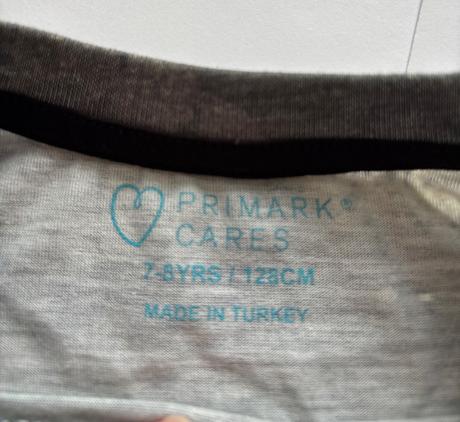 PRIMARK®
CARES
7-8YRS / 128CM
MADE IN TURKEY